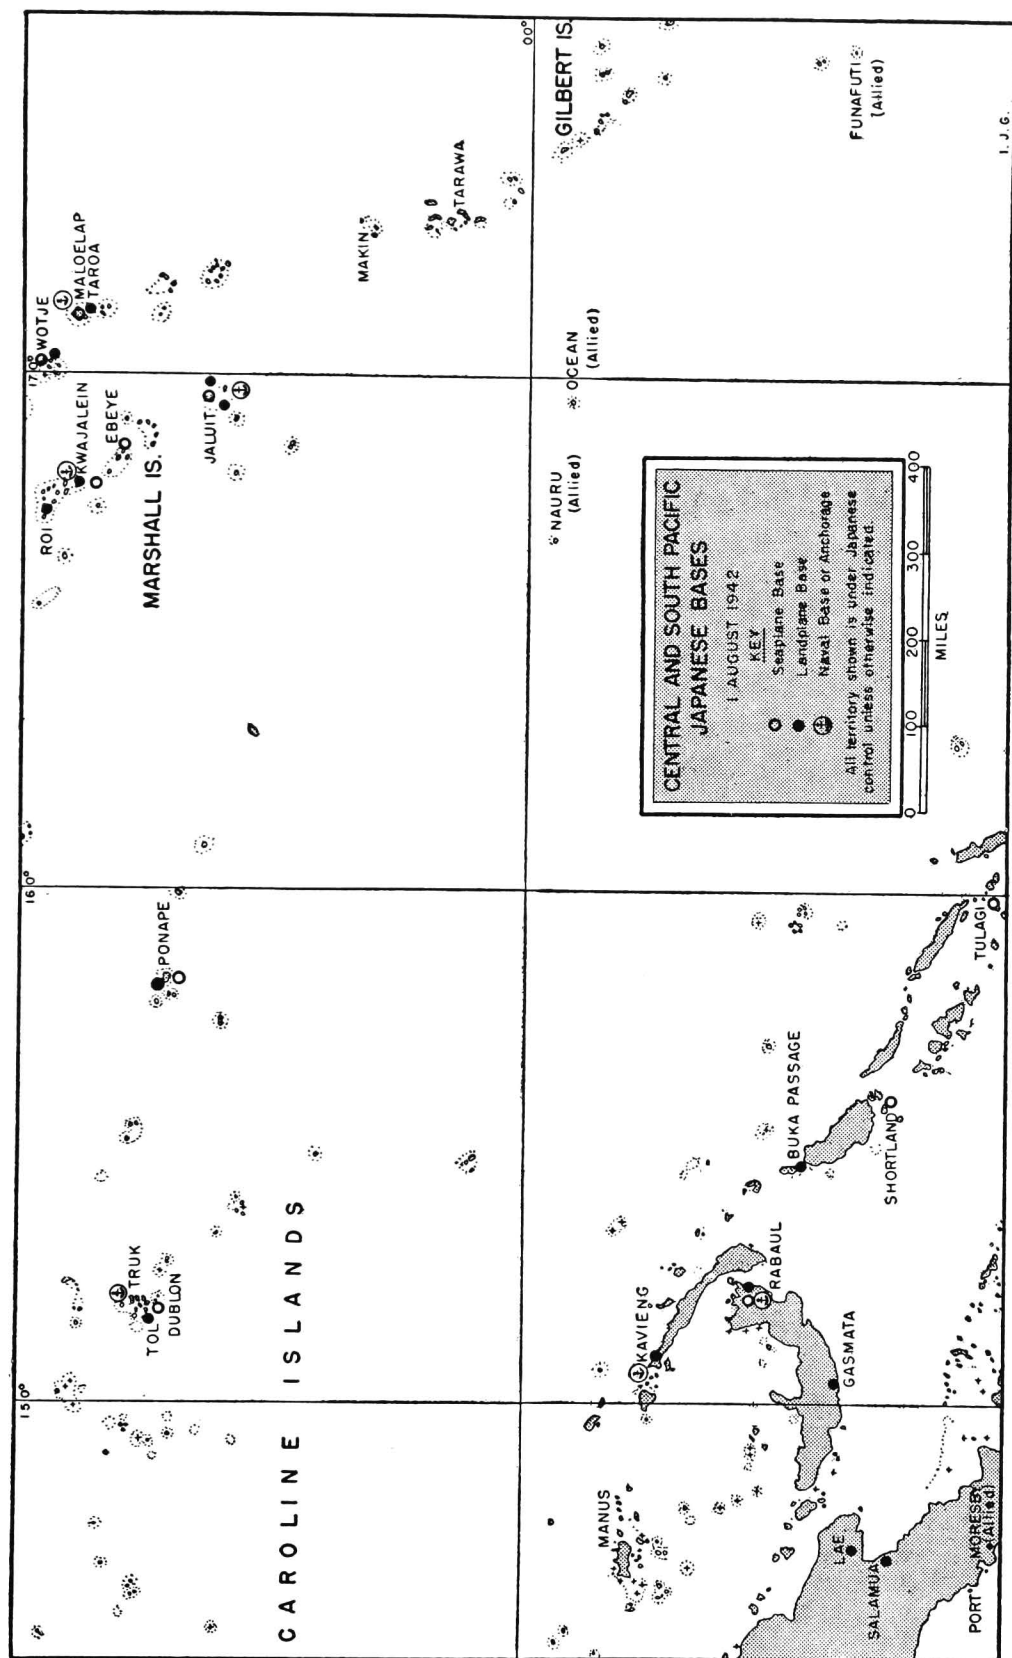 CENTRAL AND SOUTH PACIFIC
JAPANESE BASES
1 AUGUST 1942
KEY
Seaplane Base
Landplane Base
Naval Base or Anchorage
All territory shown is under Japanese
control unless otherwise indicated.
0 100 200 300 400
MILES
150°
160°
170°
00°
CAROLINE ISLANDS
TRUK
TOL
DUBLON
PONAPE
MARSHALL IS.
ROI
KWAJALEIN
EBEYE
WOTJE
MALOELAP
TAROA
JALUIT
MAKIN
TARAWA
GILBERT IS.
NAURU
(Allied)
OCEAN
(Allied)
FUNAFUTI
(Allied)
MANUS
KAVIENG
RABAUL
GASMATA
BUKA PASSAGE
SHORTLAND
TULAGI
LAE
SALAMUA
PORT MORESBY
(Allied)
I.J.G.